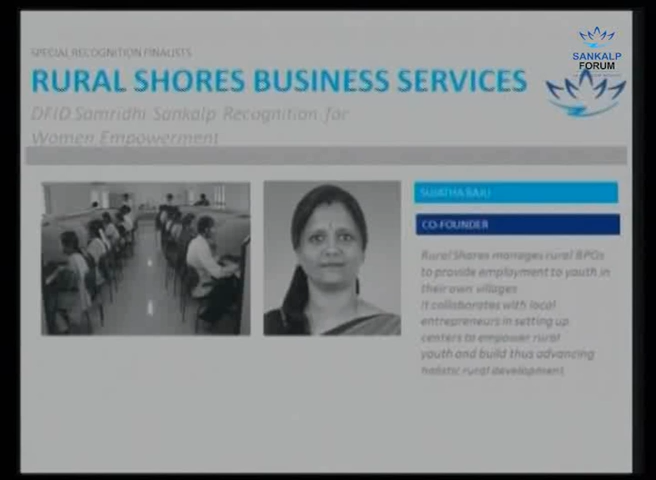 SPECIAL RECOGNITION FINALISTS
SANKALP
FORUM
RURAL SHORES BUSINESS SERVICES
DFID Samridhi Sankalp Recognition for
Women Empowerment
SUJATHA RAJU
CO-FOUNDER
RuralShores manages rural BPOs
to provide employment to youth in
their own villages
It collaborates with local
entrepreneurs in setting up
centers to empower rural
youth and build thus advancing
holistic rural development